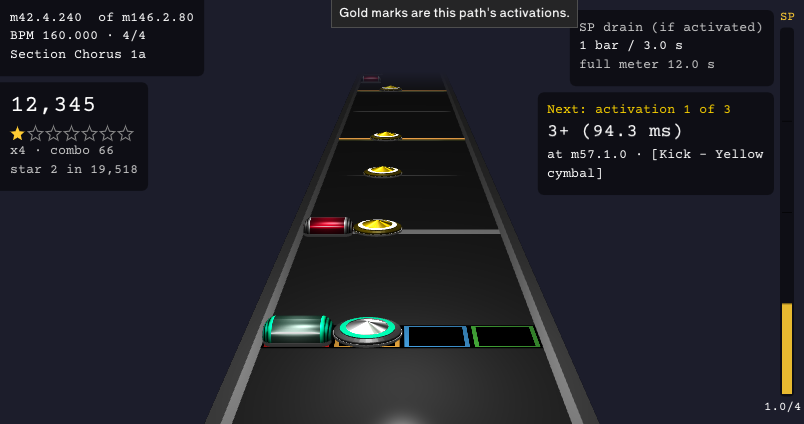 Gold marks are this path's activations.
m42.4.240  of m146.2.80
BPM 160.000 · 4/4
Section Chorus 1a
12,345
x4 · combo 66
star 2 in 19,518
SP drain (if activated)
1 bar / 3.0 s
full meter 12.0 s
Next: activation 1 of 3
3+ (94.3 ms)
at m57.1.0 · [Kick - Yellow
cymbal]
SP
1.0/4